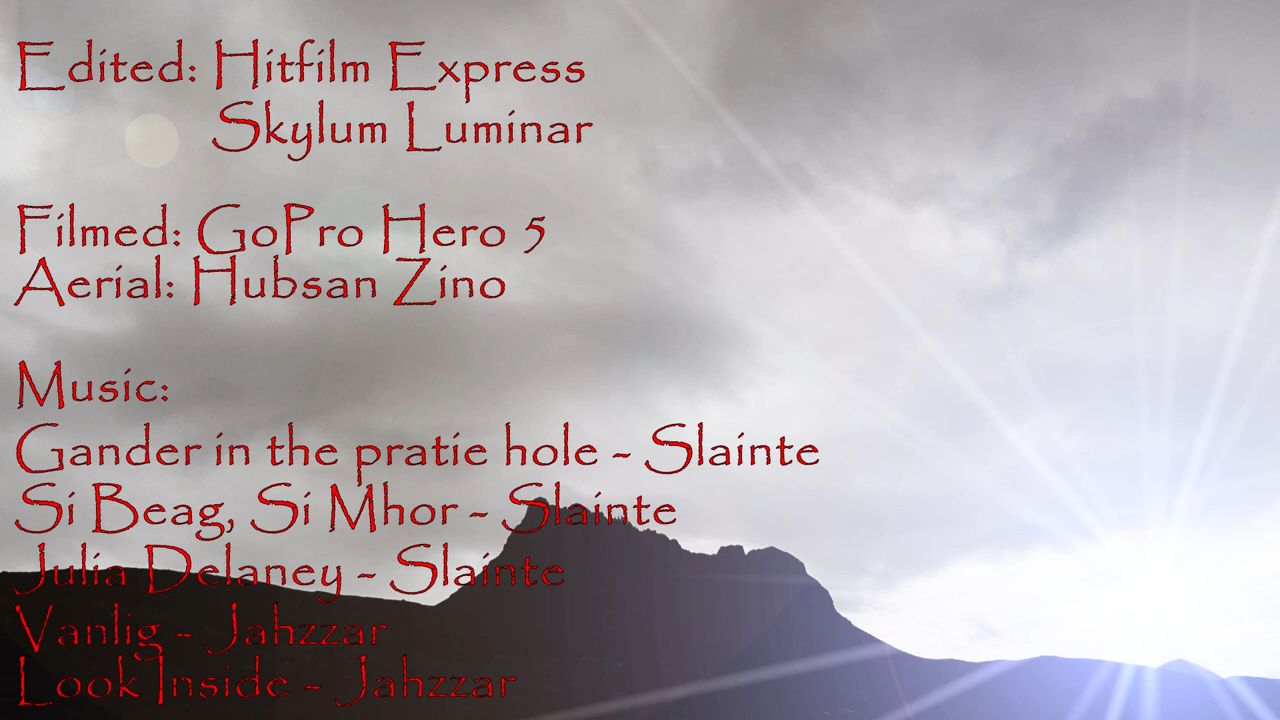 Edited: Hitfilm Express
Skylum Luminar
Filmed: GoPro Hero 5
Aerial: Hubsan Zino
Music:
Gander in the pratie hole - Slainte
Si Beag, Si Mhor - Slainte
Julia Delaney - Slainte
Vanlig - Jahzzar
Look Inside - Jahzzar